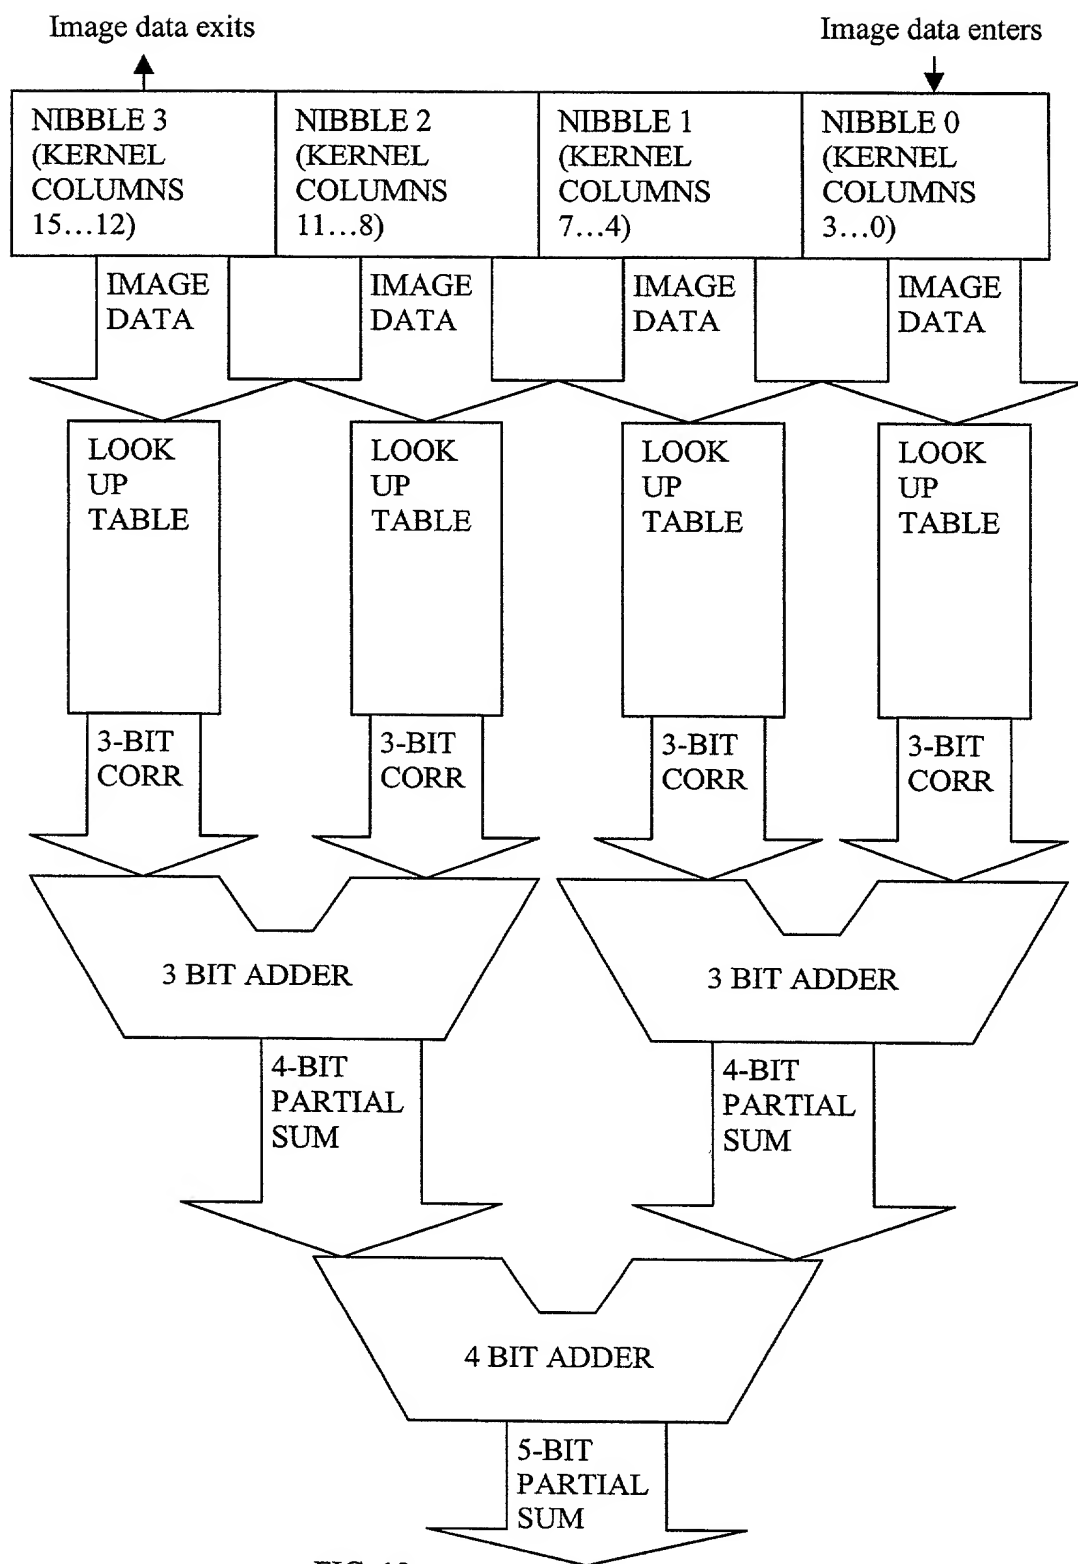 Image data exits
Image data enters
NIBBLE 3
(KERNEL
COLUMNS
15...12)
NIBBLE 2
(KERNEL
COLUMNS
11...8)
NIBBLE 1
(KERNEL
COLUMNS
7...4)
NIBBLE 0
(KERNEL
COLUMNS
3...0)
IMAGE
DATA
IMAGE
DATA
IMAGE
DATA
IMAGE
DATA
LOOK
UP
TABLE
LOOK
UP
TABLE
LOOK
UP
TABLE
LOOK
UP
TABLE
3-BIT
CORR
3-BIT
CORR
3-BIT
CORR
3-BIT
CORR
3 BIT ADDER
3 BIT ADDER
4-BIT
PARTIAL
SUM
4-BIT
PARTIAL
SUM
4 BIT ADDER
5-BIT
PARTIAL
SUM